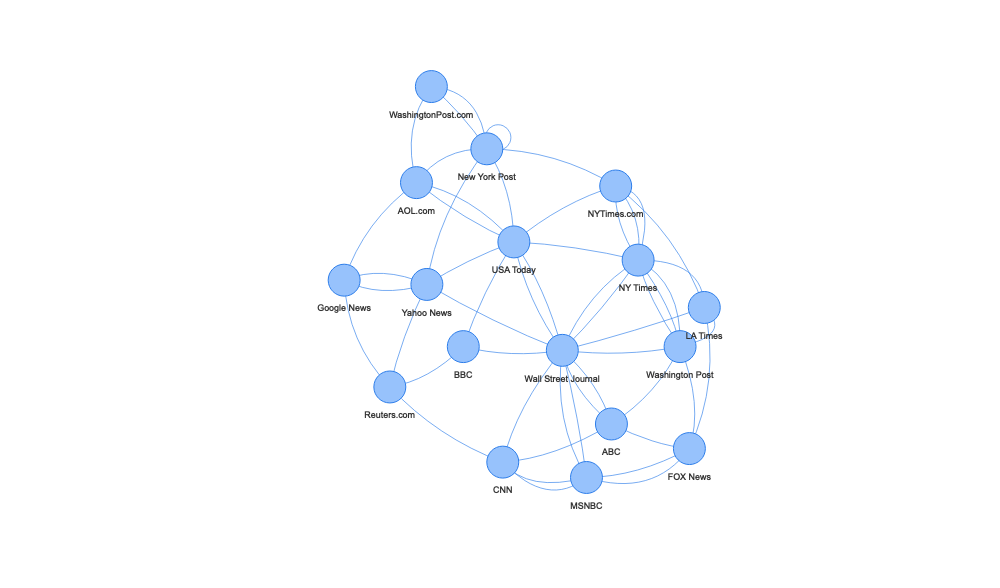 WashingtonPost.com
New York Post
AOL.com
NYTimes.com
USA Today
NY Times
Google News
Yahoo News
LA Times
BBC
Wall Street Journal
Washington Post
Reuters.com
ABC
FOX News
CNN
MSNBC